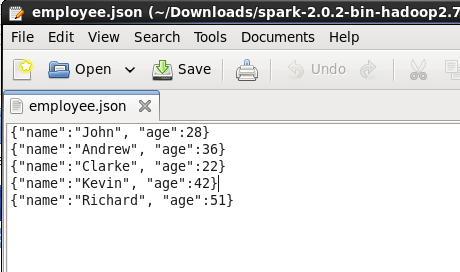 employee.json (~/Downloads/spark-2.0.2-bin-hadoop2.7
File Edit View Search Tools Documents Help
Open Save Undo
employee.json
{"name":"John", "age":28}
{"name":"Andrew", "age":36}
{"name":"Clarke", "age":22}
{"name":"Kevin", "age":42}
{"name":"Richard", "age":51}